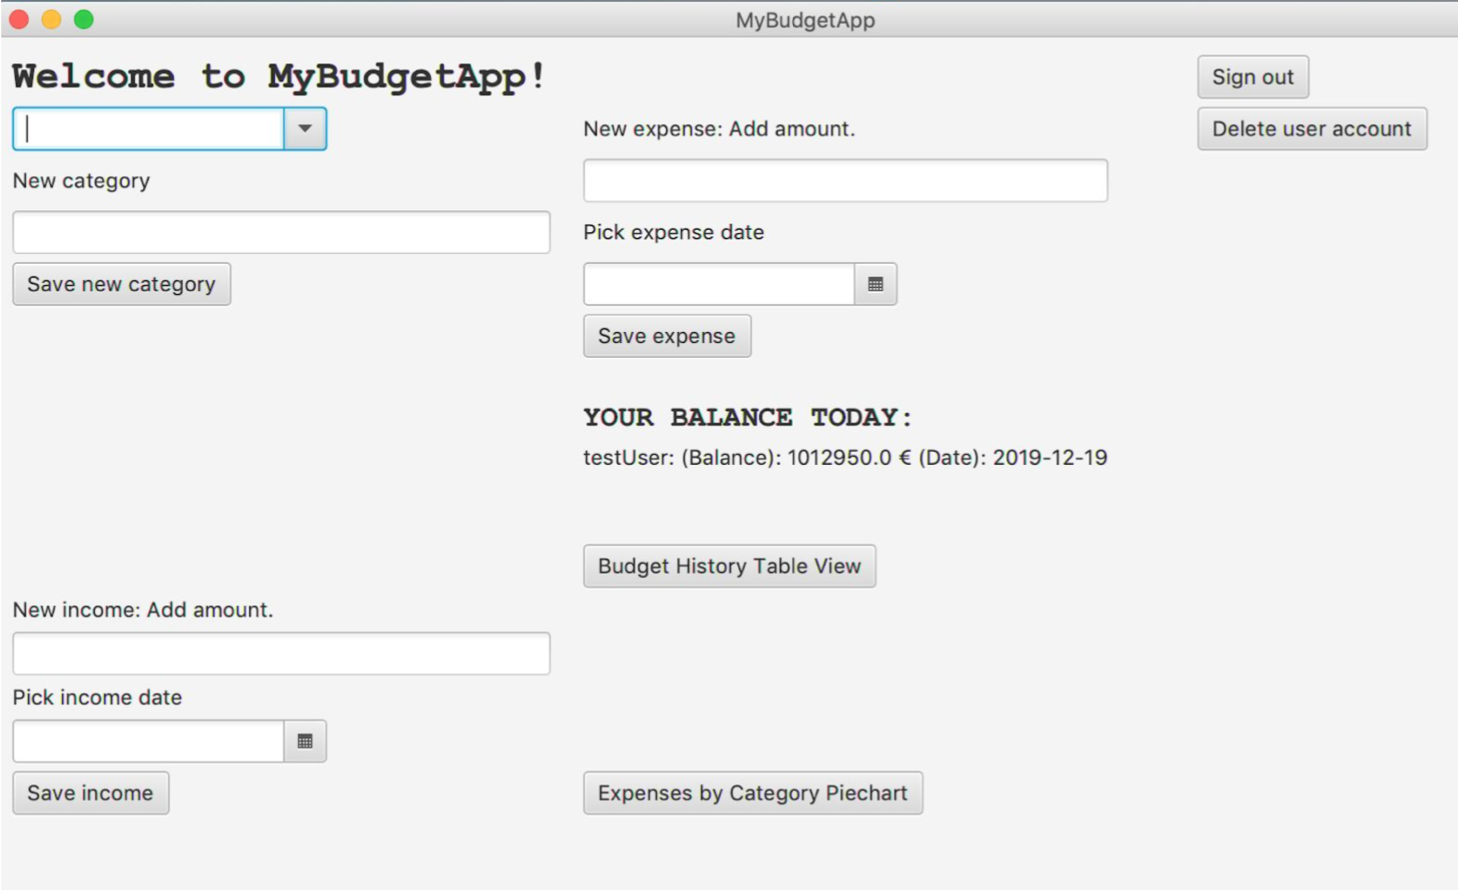 MyBudgetApp
Welcome to MyBudgetApp!
Sign out
New expense: Add amount.
Delete user account
New category
Pick expense date
Save new category
Save expense
YOUR BALANCE TODAY:
testUser: (Balance): 1012950.0 € (Date): 2019-12-19
Budget History Table View
New income: Add amount.
Pick income date
Save income
Expenses by Category Piechart